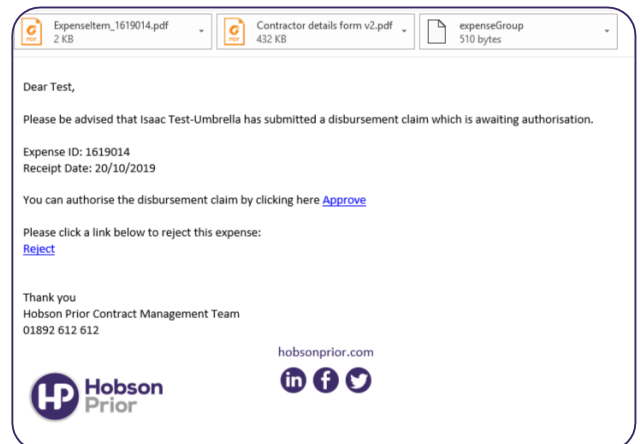 ExpenseItem_1619014.pdf
2 KB
Contractor details form v2.pdf
432 KB
expenseGroup
510 bytes
Dear Test,
Please be advised that Isaac Test-Umbrella has submitted a disbursement claim which is awaiting authorisation.
Expense ID: 1619014
Receipt Date: 20/10/2019
You can authorise the disbursement claim by clicking here Approve
Please click a link below to reject this expense:
Reject
Thank you
Hobson Prior Contract Management Team
01892 612 612
hobsonprior.com
HP Hobson
Prior